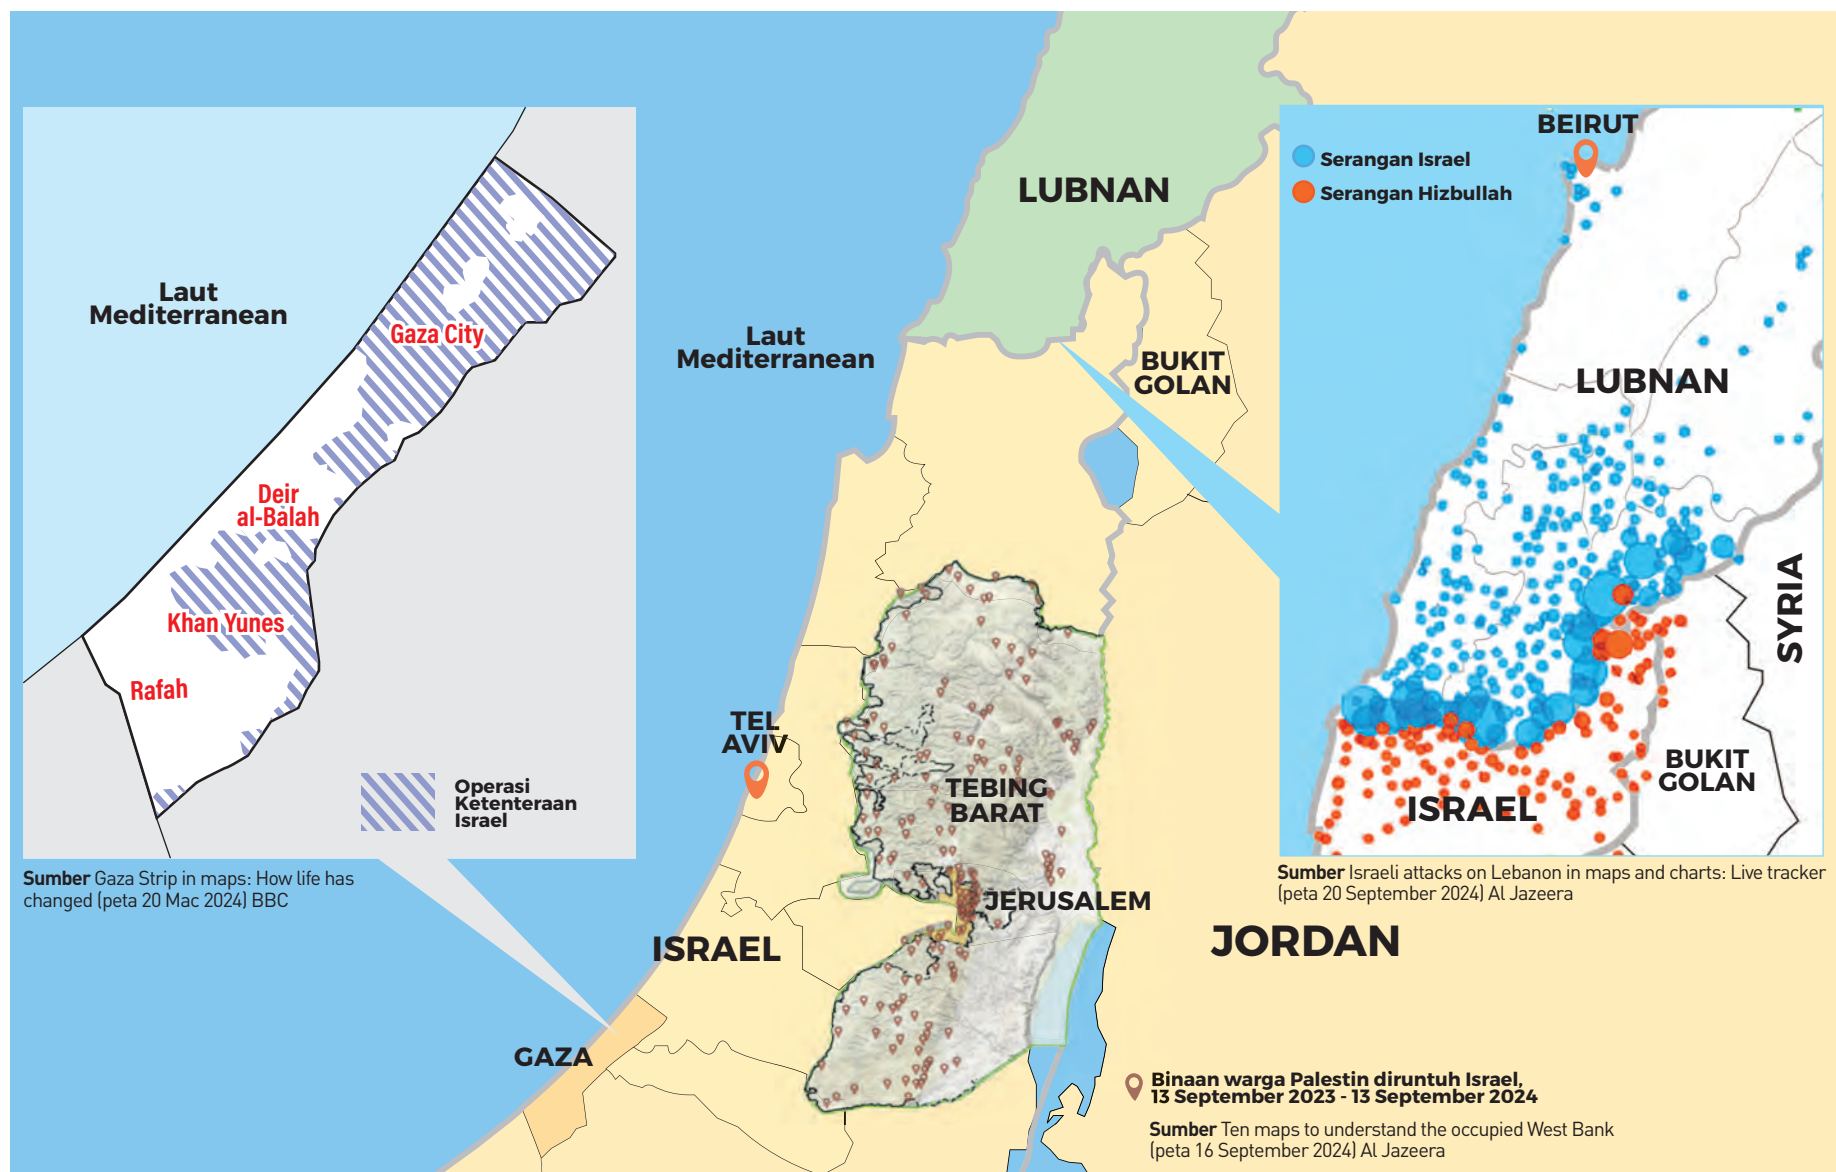 Laut
Mediterranean
Gaza City
Deir
al-Balah
Khan Yunes
Rafah
Operasi
Ketenteraan
Israel
Sumber Gaza Strip in maps: How life has
changed (peta 20 Mac 2024) BBC
LUBNAN
Laut
Mediterranean
BUKIT
GOLAN
TEL
AVIV
TEBING
BARAT
JERUSALEM
ISRAEL
GAZA
JORDAN
BEIRUT
Serangan Israel
Serangan Hizbullah
LUBNAN
SYRIA
BUKIT
GOLAN
ISRAEL
Sumber Israeli attacks on Lebanon in maps and charts: Live tracker
(peta 20 September 2024) Al Jazeera
Binaan warga Palestin diruntuh Israel,
13 September 2023 - 13 September 2024
Sumber Ten maps to understand the occupied West Bank
(peta 16 September 2024) Al Jazeera